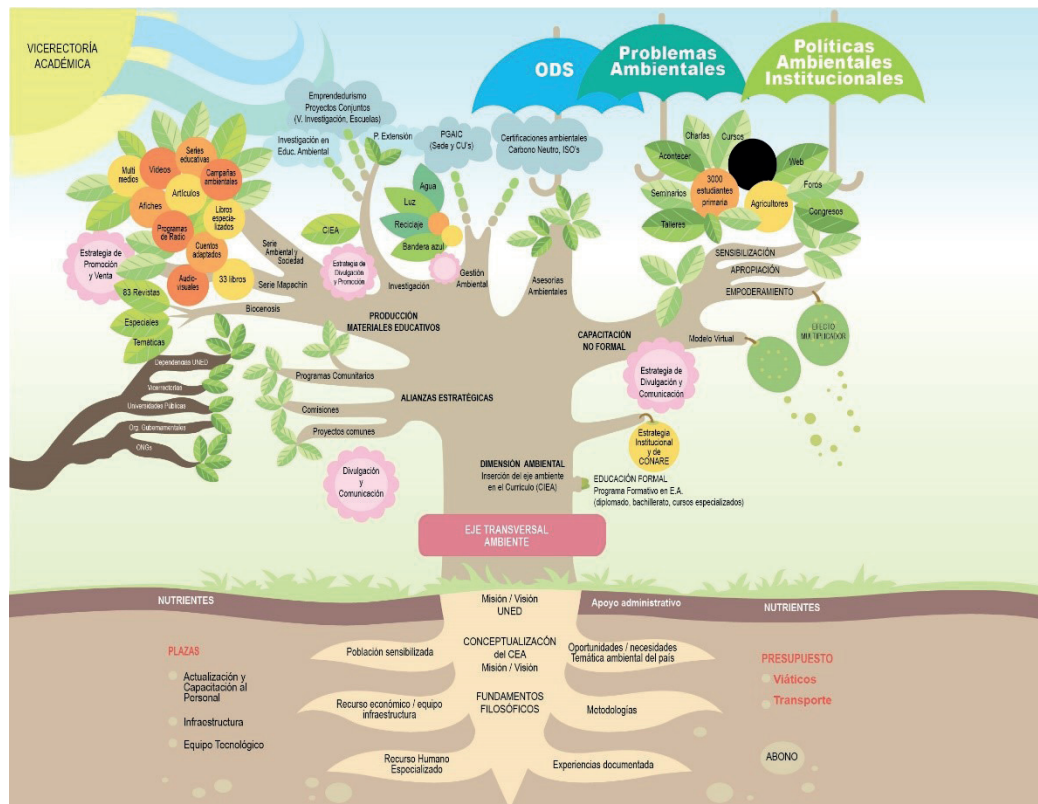 VICERECTORÍA
ACADÉMICA
ODS
Problemas
Ambientales
Políticas
Ambientales
Institucionales
Emprendedurismo
Proyectos Conjuntos
(V. Investigación, Escuelas)
Investigación en
Educ. Ambiental
P. Extensión
PGAIC
(Sede y CU's)
Certificaciones ambientales
Carbono Neutro, ISO's
Series
educativas
Multi
medios
Videos
Campañas
ambientales
Artículos
Afiches
Libros
especia-
lizados
Programas
de Radio
Cuentos
adaptados
Audio-
visuales
33 libros
Estrategia de
Promoción
y Venta
Serie
Ambiental y
Sociedad
Serie Mapachín
83 Revistas
Biocenosis
Especiales
Temáticas
CIEA
Estrategia de
Divulgación
y Promoción
Investigación
Agua
Luz
Reciclaje
Bandera azul
Gestión
Ambiental
Asesorías
Ambientales
Charlas
Cursos
Acontecer
Web
3000
estudiantes
primaria
Foros
Seminarios
Agricultores
Congresos
Talleres
SENSIBILIZACIÓN
APROPIACIÓN
EMPODERAMIENTO
EFECTO
MULTIPLICADOR
PRODUCCIÓN
MATERIALES EDUCATIVOS
CAPACITACIÓN
NO FORMAL
Modelo Virtual
Estrategia de
Divulgación y
Comunicación
Dependencias UNED
Vicerrectorías
Universidades Públicas
Org. Gubernamentales
ONGs
Programas Comunitarios
ALIANZAS ESTRATÉGICAS
Comisiones
Proyectos comunes
Divulgación
y
Comunicación
Estrategia
Institucional
y de
CONARE
DIMENSIÓN AMBIENTAL
Inserción del eje ambiente
en el Currículo (CIEA)
EDUCACIÓN FORMAL
Programa Formativo en E.A.
(diplomado, bachillerato, cursos especializados)
EJE TRANSVERSAL
AMBIENTE
NUTRIENTES
Misión / Visión
UNED
Apoyo administrativo
NUTRIENTES
PLAZAS
Actualización y
Capacitación al
Personal
Infraestructura
Equipo Tecnológico
Población sensibilizada
CONCEPTUALIZACÓN
del CEA
Misión / Visión
Oportunidades / necesidades
Temática ambiental del país
Recurso económico / equipo
infraestructura
FUNDAMENTOS
FILOSÓFICOS
Metodologías
Recurso Humano
Especializado
Experiencias documentada
PRESUPUESTO
Viáticos
Transporte
ABONO